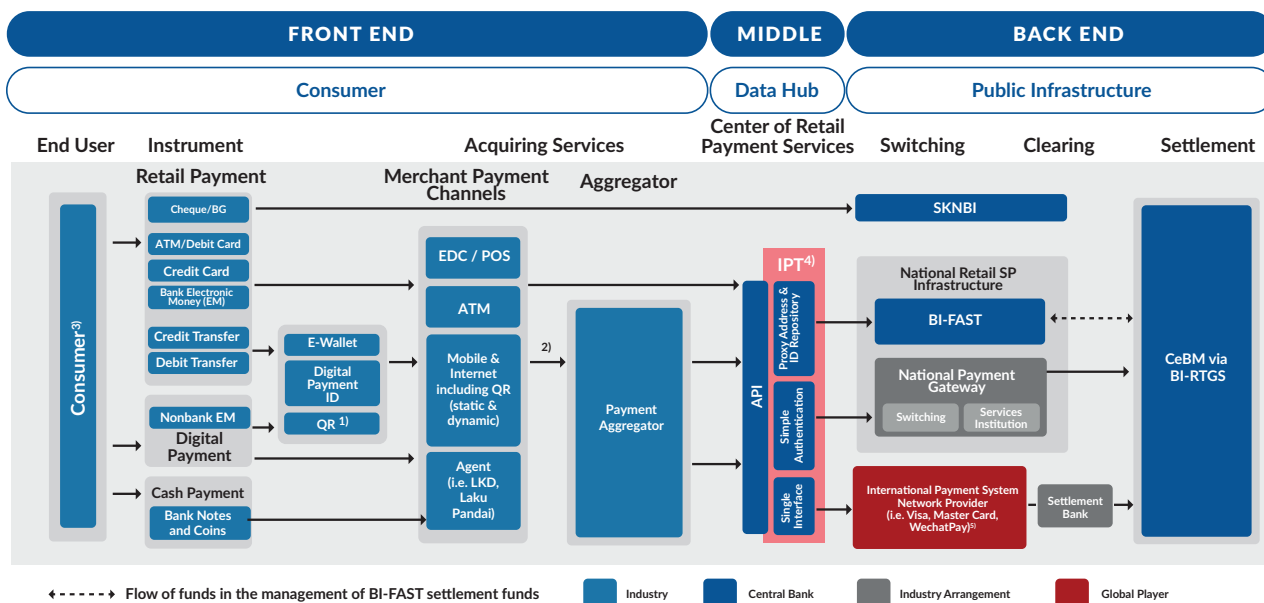 FRONT END
MIDDLE
BACK END
Consumer
Data Hub
Public Infrastructure
End User
Instrument
Acquiring Services
Center of Retail
Payment Services
Switching
Clearing
Settlement
Retail Payment
Merchant Payment
Channels
Aggregator
Consumer3)
Cheque/BG
ATM/Debit Card
Credit Card
Bank Electronic
Money (EM)
Credit Transfer
Debit Transfer
Nonbank EM
Digital
Payment
Cash Payment
Bank Notes
and Coins
E-Wallet
Digital
Payment
ID
QR 1)
EDC / POS
ATM
Mobile &
Internet
including QR
(static &
dynamic)
Agent
(i.e. LKD,
Laku
Pandai)
2)
Payment
Aggregator
API
IPT4)
Proxy Address &
ID Repository
Simple
Authentication
Single
Interface
SKNBI
National Retail SP
Infrastructure
BI-FAST
National Payment
Gateway
Switching
Services
Institution
International Payment System
Network Provider
(i.e. Visa, Master Card,
WechatPay)5)
Settlement
Bank
CeBM via
BI-RTGS
Flow of funds in the management of BI-FAST settlement funds
Industry
Central Bank
Industry Arrangement
Global Player